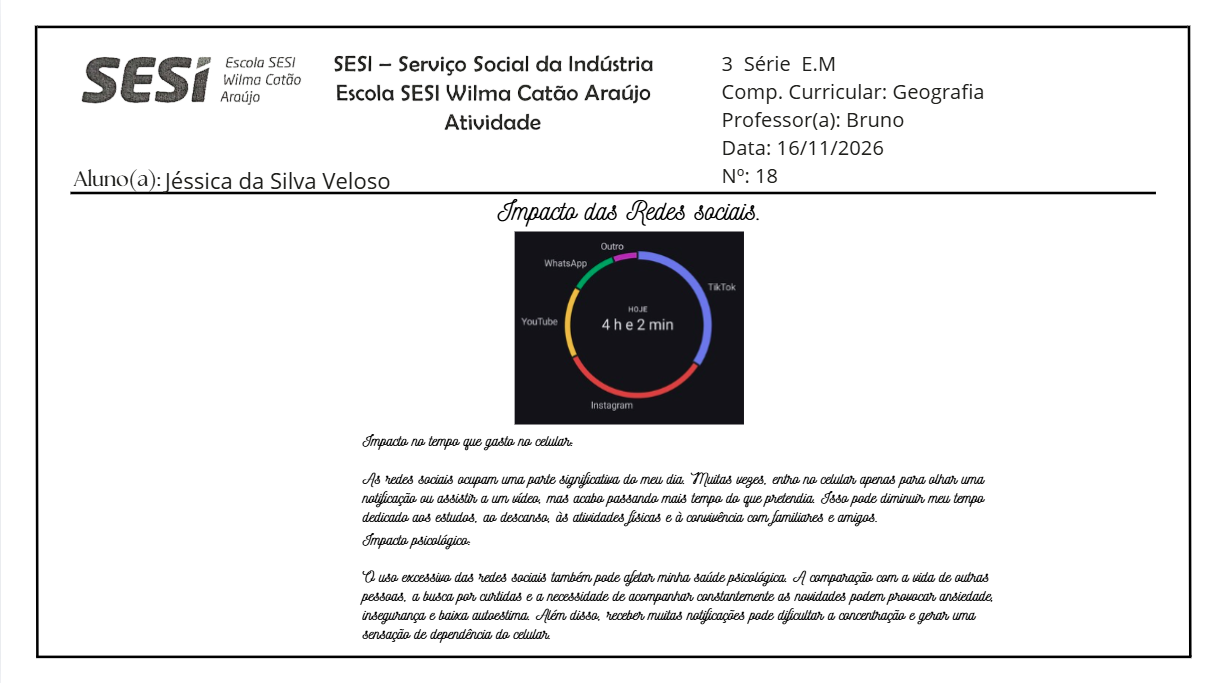 SESI
Escola SESI
Wilma Catão
Araújo
SESI – Serviço Social da Indústria
Escola SESI Wilma Catão Araújo
Atividade
3 Série E.M
Comp. Curricular: Geografia
Professor(a): Bruno
Data: 16/11/2026
Nº: 18
Aluno(a): Jéssica da Silva Veloso
Impacto das Redes sociais.
Outro
WhatsApp
TikTok
HOJE
4 h e 2 min
YouTube
Instagram
Impacto no tempo que gasto no celular:
As redes sociais ocupam uma parte significativa do meu dia. Muitas vezes, entro no celular apenas para olhar uma
notificação ou assistir a um vídeo, mas acabo passando mais tempo do que pretendia. Isso pode diminuir meu tempo
dedicado aos estudos, ao descanso, às atividades físicas e à convivência com familiares e amigos.
Impacto psicológico:
O uso excessivo das redes sociais também pode afetar minha saúde psicológica. A comparação com a vida de outras
pessoas, a busca por curtidas e a necessidade de acompanhar constantemente as novidades podem provocar ansiedade,
insegurança e baixa autoestima. Além disso, receber muitas notificações pode dificultar a concentração e gerar uma
sensação de dependência do celular.